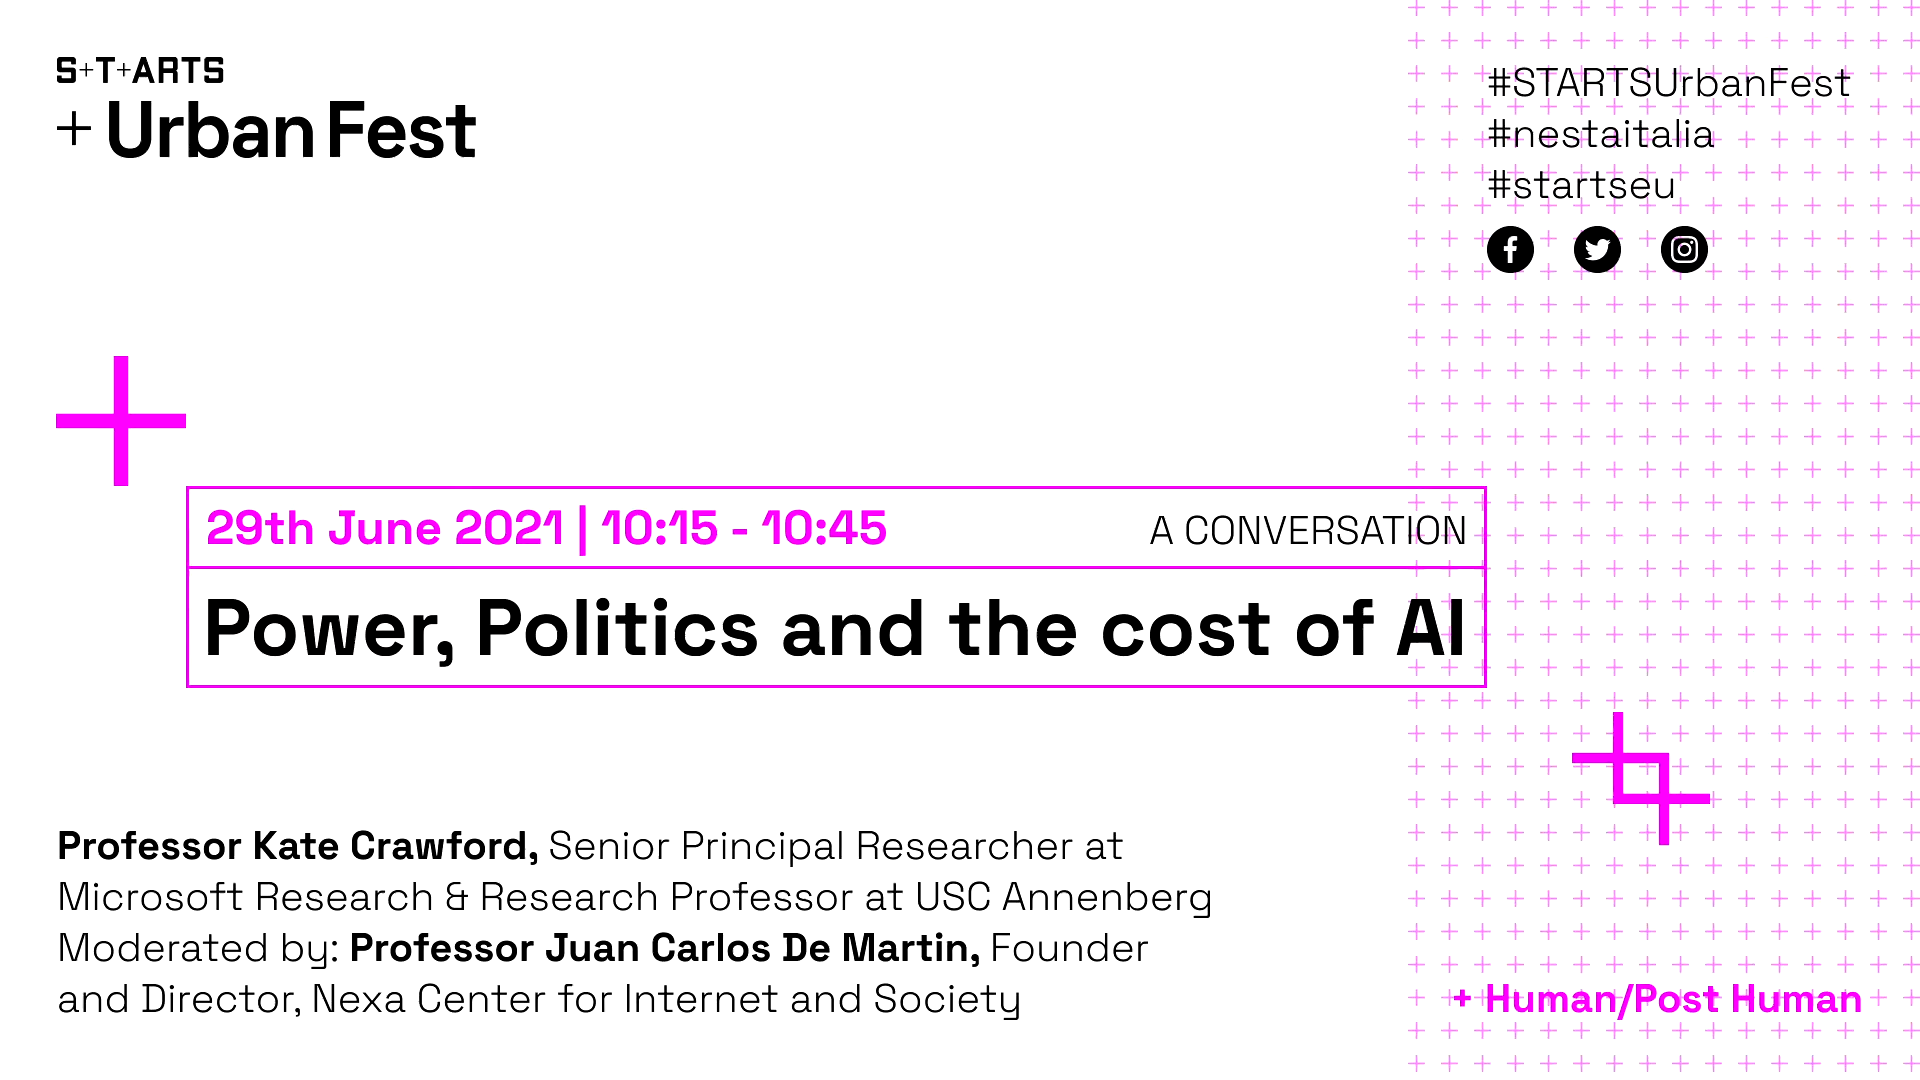 S+T+ARTS
+ Urban Fest
#STARTSUrbanFest
#nestaitalia
#startseu
29th June 2021 | 10:15 - 10:45
A CONVERSATION
Power, Politics and the cost of AI
Professor Kate Crawford, Senior Principal Researcher at
Microsoft Research & Research Professor at USC Annenberg
Moderated by: Professor Juan Carlos De Martin, Founder
and Director, Nexa Center for Internet and Society
+ Human/Post Human